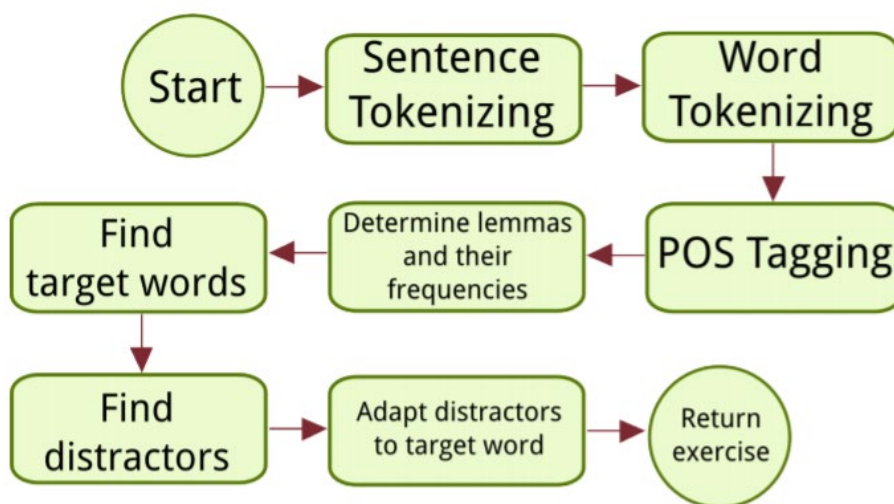 Start
Sentence
Tokenizing
Word
Tokenizing
POS Tagging
Determine lemmas
and their
frequencies
Find
target words
Find
distractors
Adapt distractors
to target word
Return
exercise